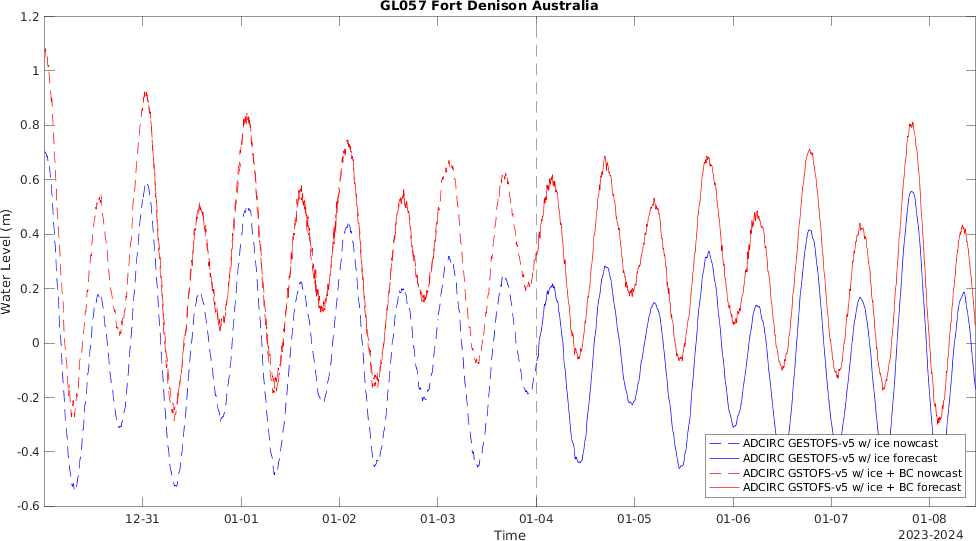 GL057 Fort Denison Australia
1.2
1
0.8
0.6
0.4
0.2
0
-0.2
-0.4
-0.6
Water Level (m)
ADCIRC GESTOFS-v5 w/ ice nowcast
ADCIRC GESTOFS-v5 w/ ice forecast
ADCIRC GSTOFS-v5 w/ ice + BC nowcast
ADCIRC GSTOFS-v5 w/ ice + BC forecast
12-31 01-01 01-02 01-03 01-04 01-05 01-06 01-07 01-08
Time
2023-2024